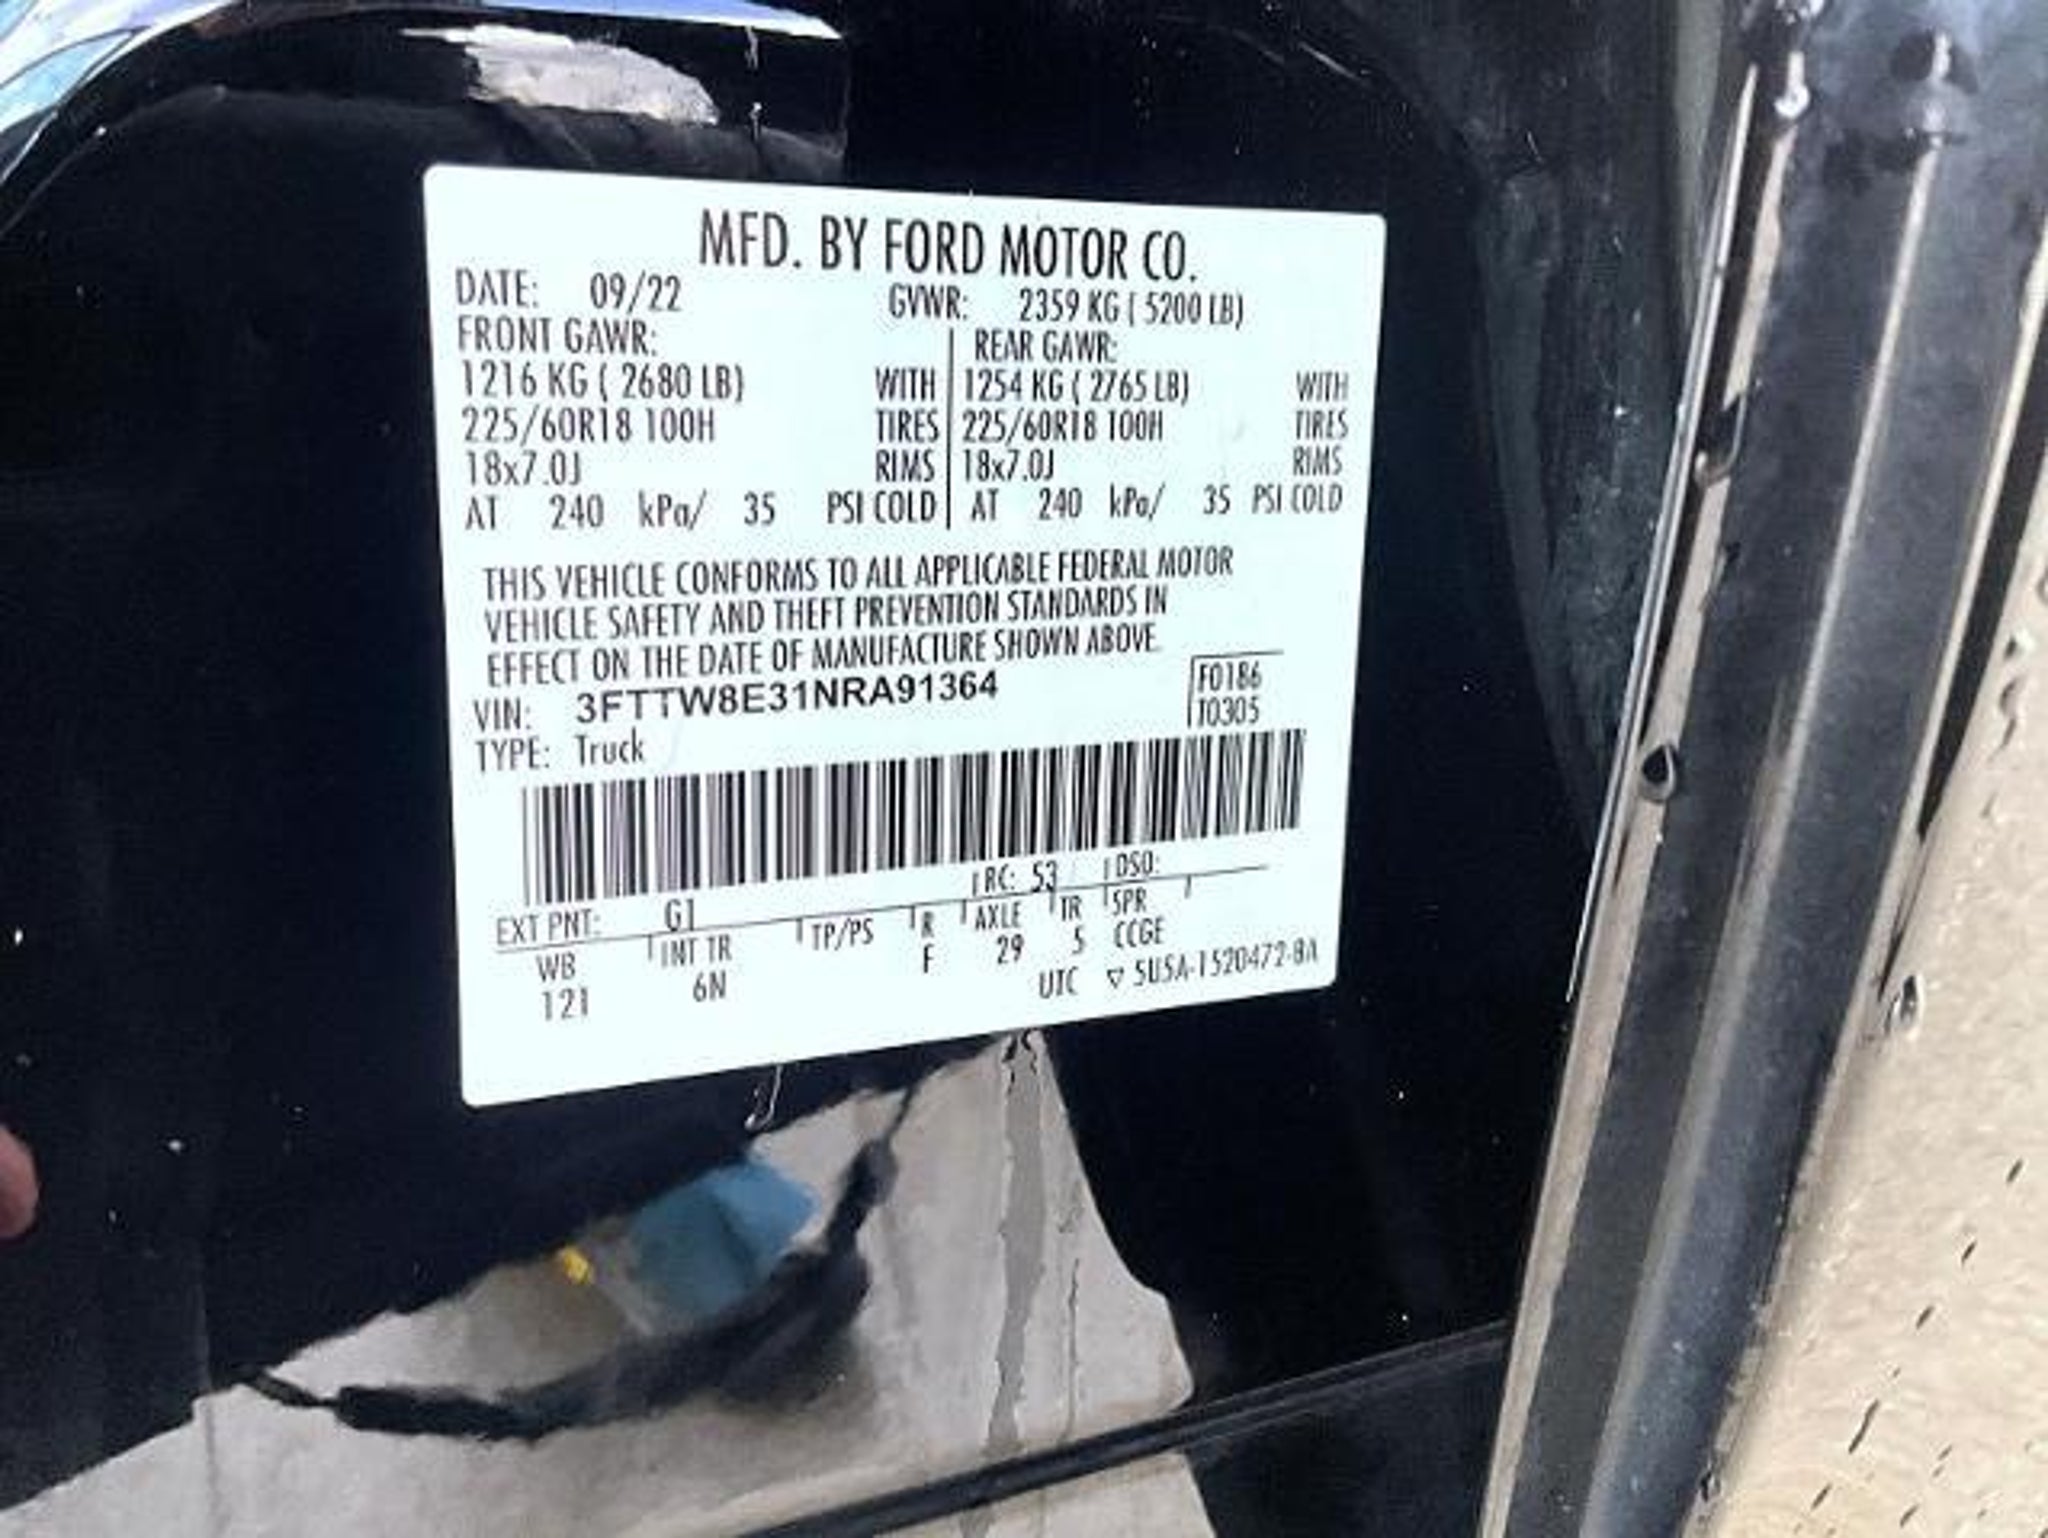 MFD. BY FORD MOTOR CO.
DATE: 09/22 GVWR: 2359 KG ( 5200 LB)
FRONT GAWR: REAR GAWR:
1216 KG ( 2680 LB) WITH 1254 KG ( 2765 LB) WITH
225/60R18 100H TIRES 225/60R18 100H TIRES
18x7.0J RIMS 18x7.0J RIMS
AT 240 kPa/ 35 PSI COLD AT 240 kPa/ 35 PSI COLD
THIS VEHICLE CONFORMS TO ALL APPLICABLE FEDERAL MOTOR
VEHICLE SAFETY AND THEFT PREVENTION STANDARDS IN
EFFECT ON THE DATE OF MANUFACTURE SHOWN ABOVE.
VIN: 3FTTW8E31NRA91364 F0186
TYPE: Truck T0305
EXT PNT: G1 RC: 53 DSO:
WB INT TR TP/PS R AXLE TR SPR
121 6N F 29 5 CCGE
UTC ▽ 5U5A-1520472-BA